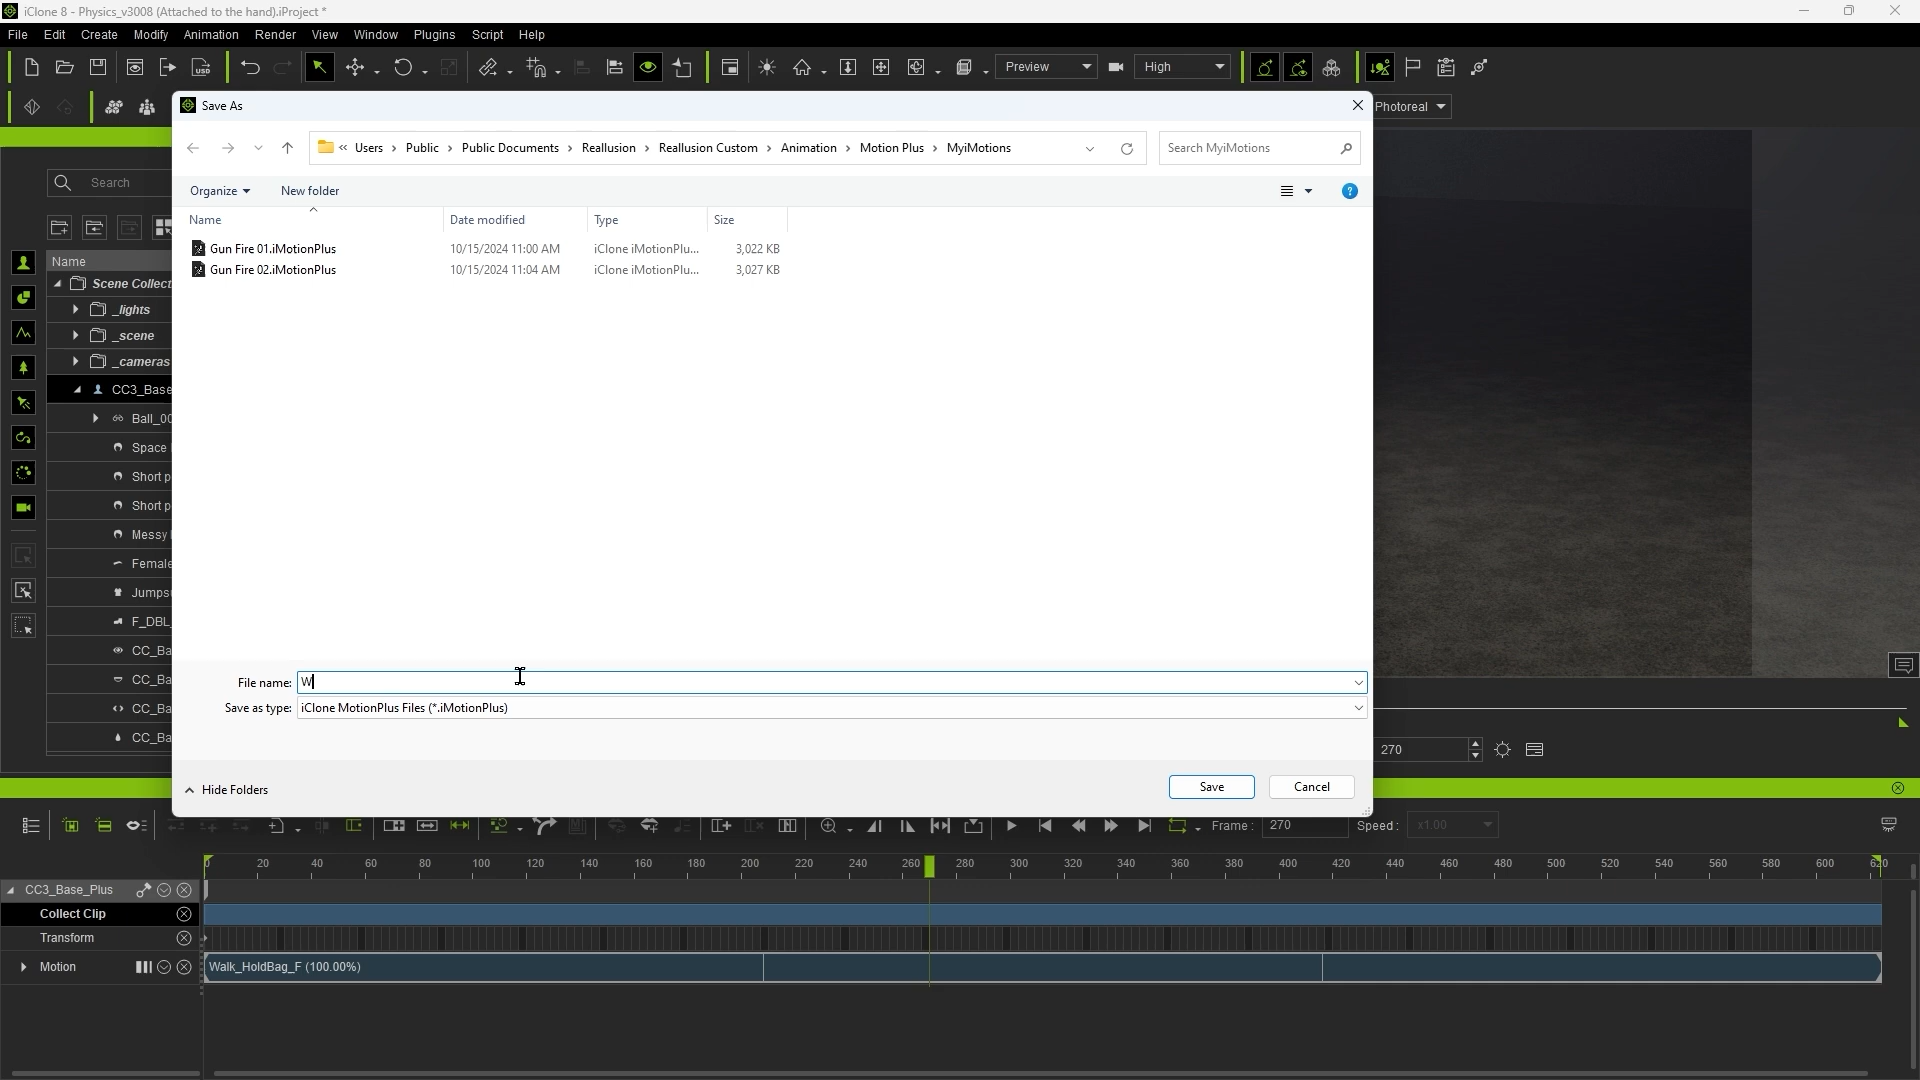 iClone 8 - Physics_v3008 (Attached to the hand).iProject *
File Edit Create Modify Animation Render View Window Plugins Script Help
Preview High
Save As
Photoreal
« Users › Public › Public Documents › Reallusion › Reallusion Custom › Animation › Motion Plus › MyiMotions
Search MyiMotions
Search
Organize New folder
Name Date modified Type Size
Gun Fire 01.iMotionPlus 10/15/2024 11:00 AM iClone iMotionPlu... 3,022 KB
Gun Fire 02.iMotionPlus 10/15/2024 11:04 AM iClone iMotionPlu... 3,027 KB
Name
Scene Collect
_lights
_scene
_cameras
CC3_Base
Ball_00
Space
Short p
Short p
Messy
Female
Jumps
F_DBL_
CC_Ba
CC_Ba
CC_Ba
CC_Ba
File name: W
Save as type: iClone MotionPlus Files (*.iMotionPlus)
270
Hide Folders
Save Cancel
Frame : 270 Speed : x1.00
0 20 40 60 80 100 120 140 160 180 200 220 240 260 280 300 320 340 360 380 400 420 440 460 480 500 520 540 560 580 600 620
CC3_Base_Plus
Collect Clip
Transform
Motion
Walk_HoldBag_F (100.00%)